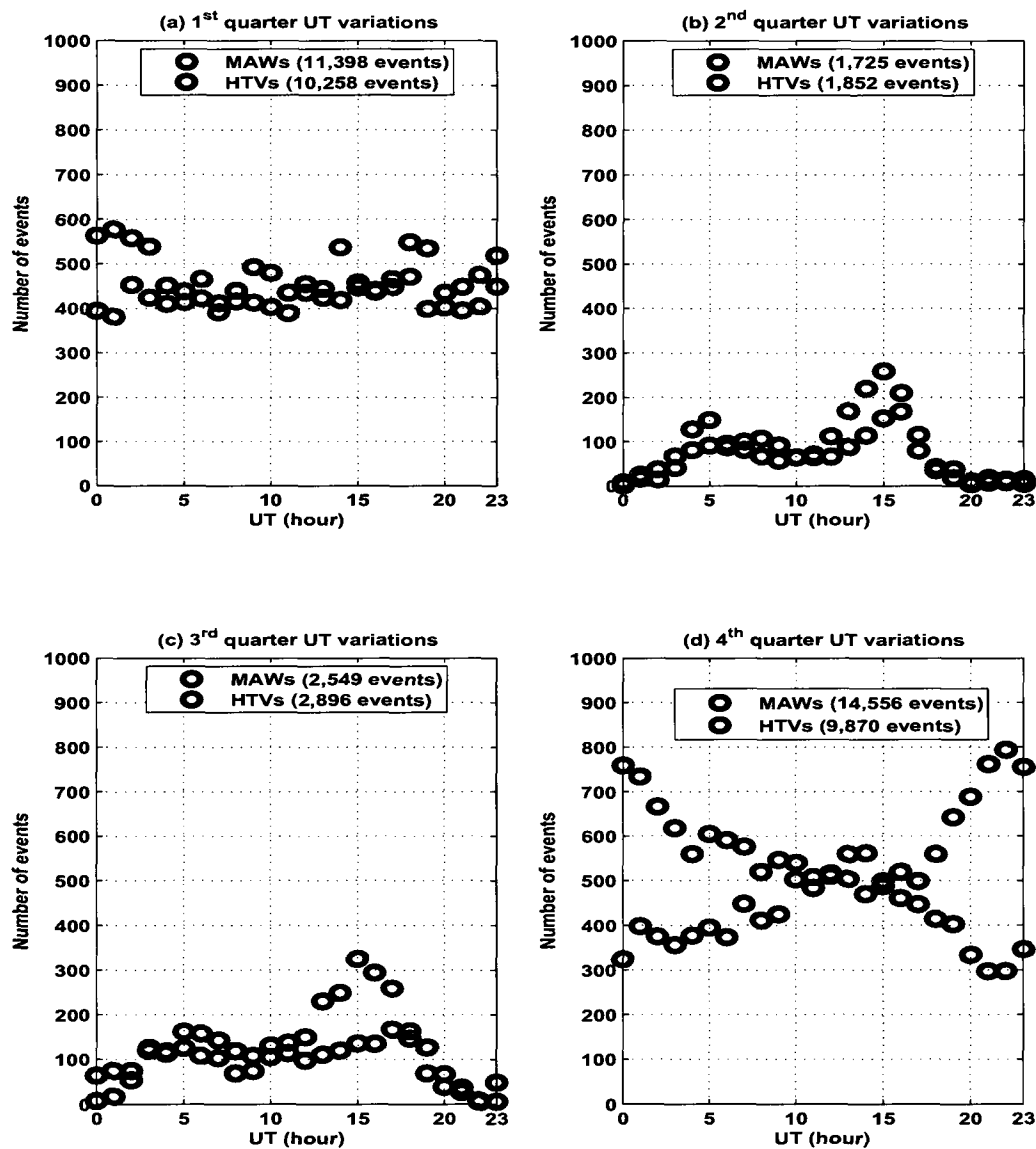 (a) 1st quarter UT variations
MAWs (11,398 events)
HTVs (10,258 events)
Number of events
1000
900
800
700
600
500
400
300
200
100
0
0 5 10 15 20 23
UT (hour)
(b) 2nd quarter UT variations
MAWs (1,725 events)
HTVs (1,852 events)
Number of events
1000
900
800
700
600
500
400
300
200
100
0
0 5 10 15 20 23
UT (hour)
(c) 3rd quarter UT variations
MAWs (2,549 events)
HTVs (2,896 events)
Number of events
1000
900
800
700
600
500
400
300
200
100
0
0 5 10 15 20 23
UT (hour)
(d) 4th quarter UT variations
MAWs (14,556 events)
HTVs (9,870 events)
Number of events
1000
900
800
700
600
500
400
300
200
100
0
0 5 10 15 20 23
UT (hour)